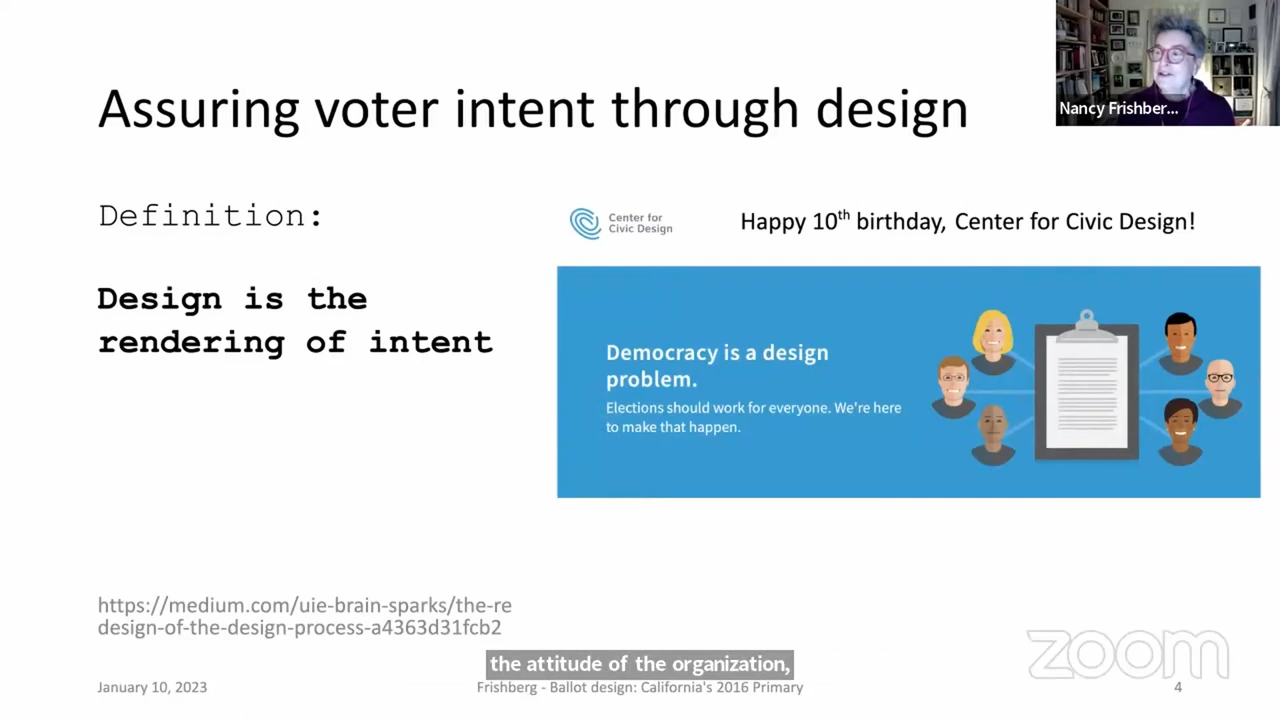 Assuring voter intent through design
Nancy Frishber...
Definition:
Design is the
rendering of intent
Center for
Civic Design
Happy 10th birthday, Center for Civic Design!
Democracy is a design
problem.
Elections should work for everyone. We're here
to make that happen.
https://medium.com/uie-brain-sparks/the-re
design-of-the-design-process-a4363d31fcb2
the attitude of the organization,
zoom
January 10, 2023
Frishberg - Ballot design: California's 2016 Primary
4